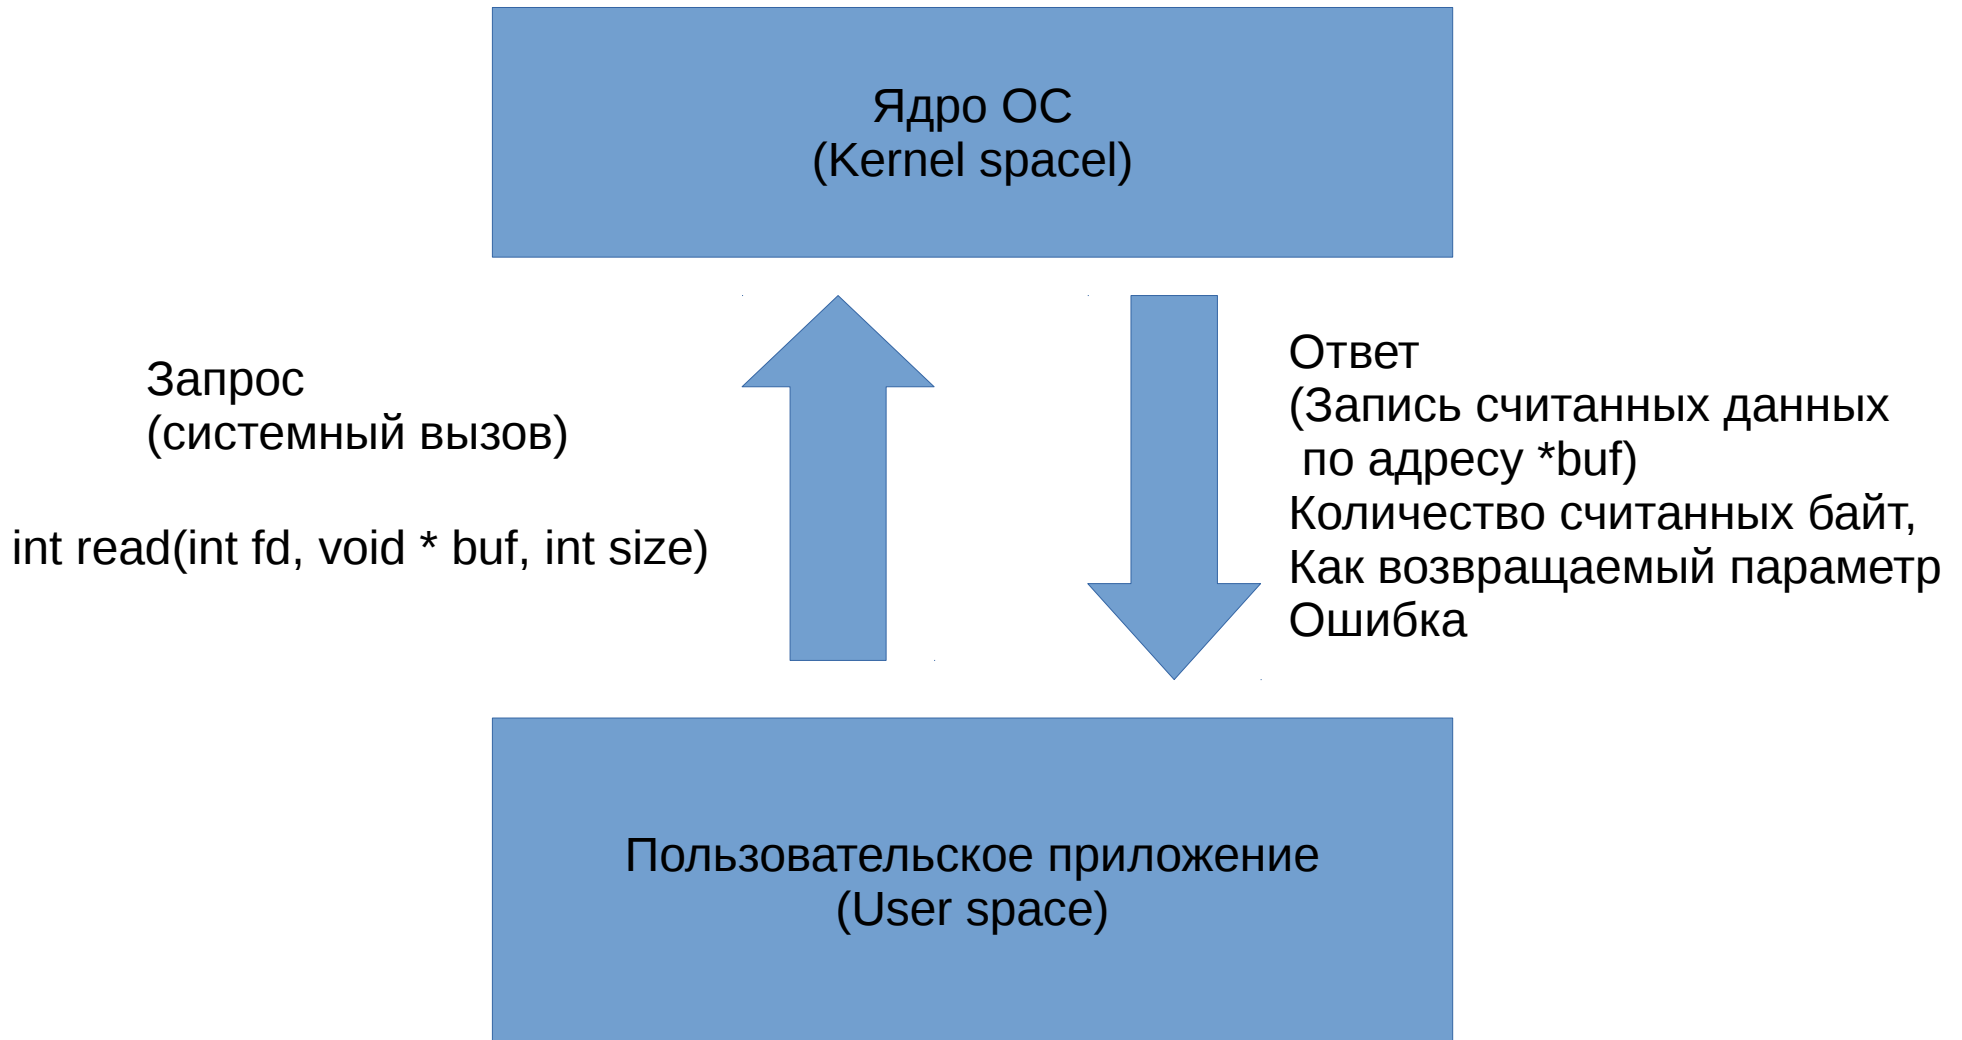 Ядро ОС
(Kernel spacel)
Запрос
(системный вызов)
int read(int fd, void * buf, int size)
Ответ
(Запись считанных данных
по адресу *buf)
Количество считанных байт,
Как возвращаемый параметр
Ошибка
Пользовательское приложение
(User space)